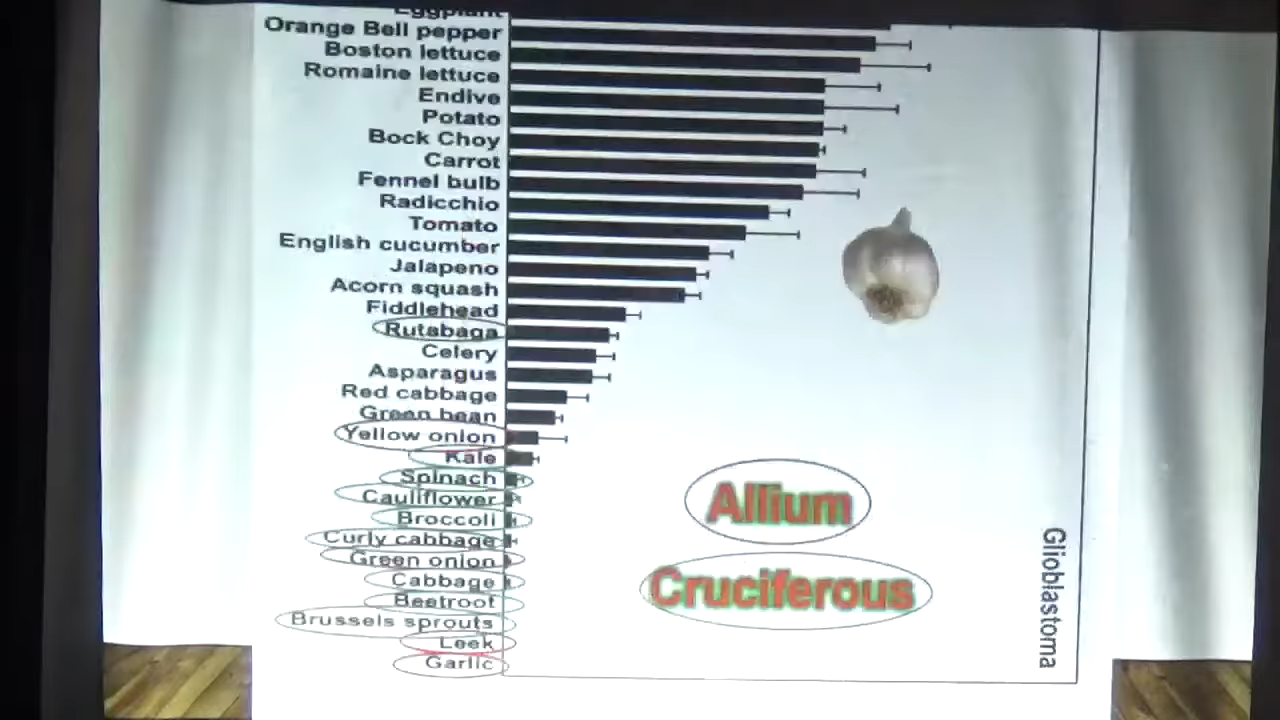 Eggplant
Orange Bell pepper
Boston lettuce
Romaine lettuce
Endive
Potato
Bock Choy
Carrot
Fennel bulb
Radicchio
Tomato
English cucumber
Jalapeno
Acorn squash
Fiddlehead
Rutabaga
Celery
Asparagus
Red cabbage
Green bean
Yellow onion
Kale
Spinach
Cauliflower
Broccoli
Curly cabbage
Green onion
Cabbage
Beetroot
Brussels sprouts
Leek
Garlic
Allium
Cruciferous
Glioblastoma